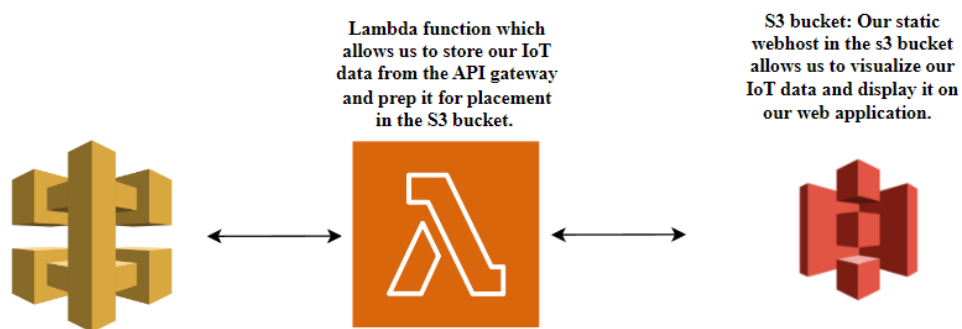 Lambda function which
allows us to store our IoT
data from the API gateway
and prep it for placement
in the S3 bucket.
S3 bucket: Our static
webhost in the s3 bucket
allows us to visualize our
IoT data and display it on
our web application.